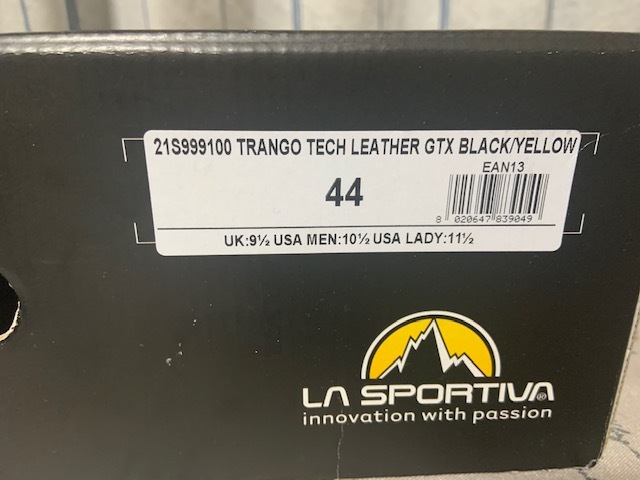 21S999100 TRANGO TECH LEATHER GTX BLACK/YELLOW
EAN13
44
8 020647 839049
UK:9½ USA MEN:10½ USA LADY:11½
LA SPORTIVA®
innovation with passion